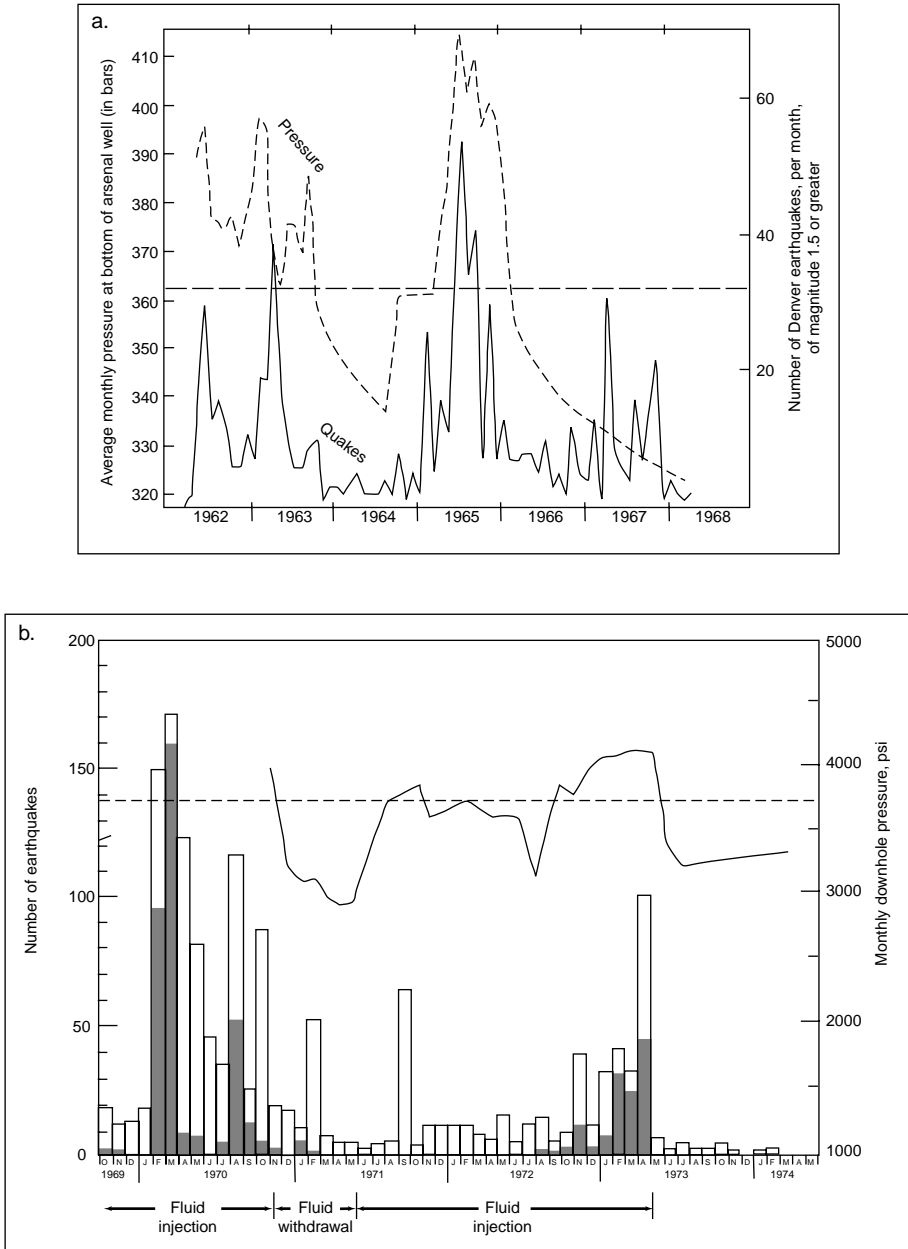 a.
Average monthly pressure at bottom of arsenal well (in bars)
410
400
390
380
370
360
350
340
330
320
Pressure
Quakes
60
40
20
Number of Denver earthquakes, per month,
of magnitude 1.5 or greater
1962 1963 1964 1965 1966 1967 1968
b.
Number of earthquakes
200
150
100
50
0
5000
4000
3000
2000
1000
Monthly downhole pressure, psi
O N D J F M A M J J A S O N D J F M A M J J A S O N D J F M A M J J A S O N D J F M A M J J A S O N D J F M A M
1969 1970 1971 1972 1973 1974
Fluid
injection
Fluid
withdrawal
Fluid
injection